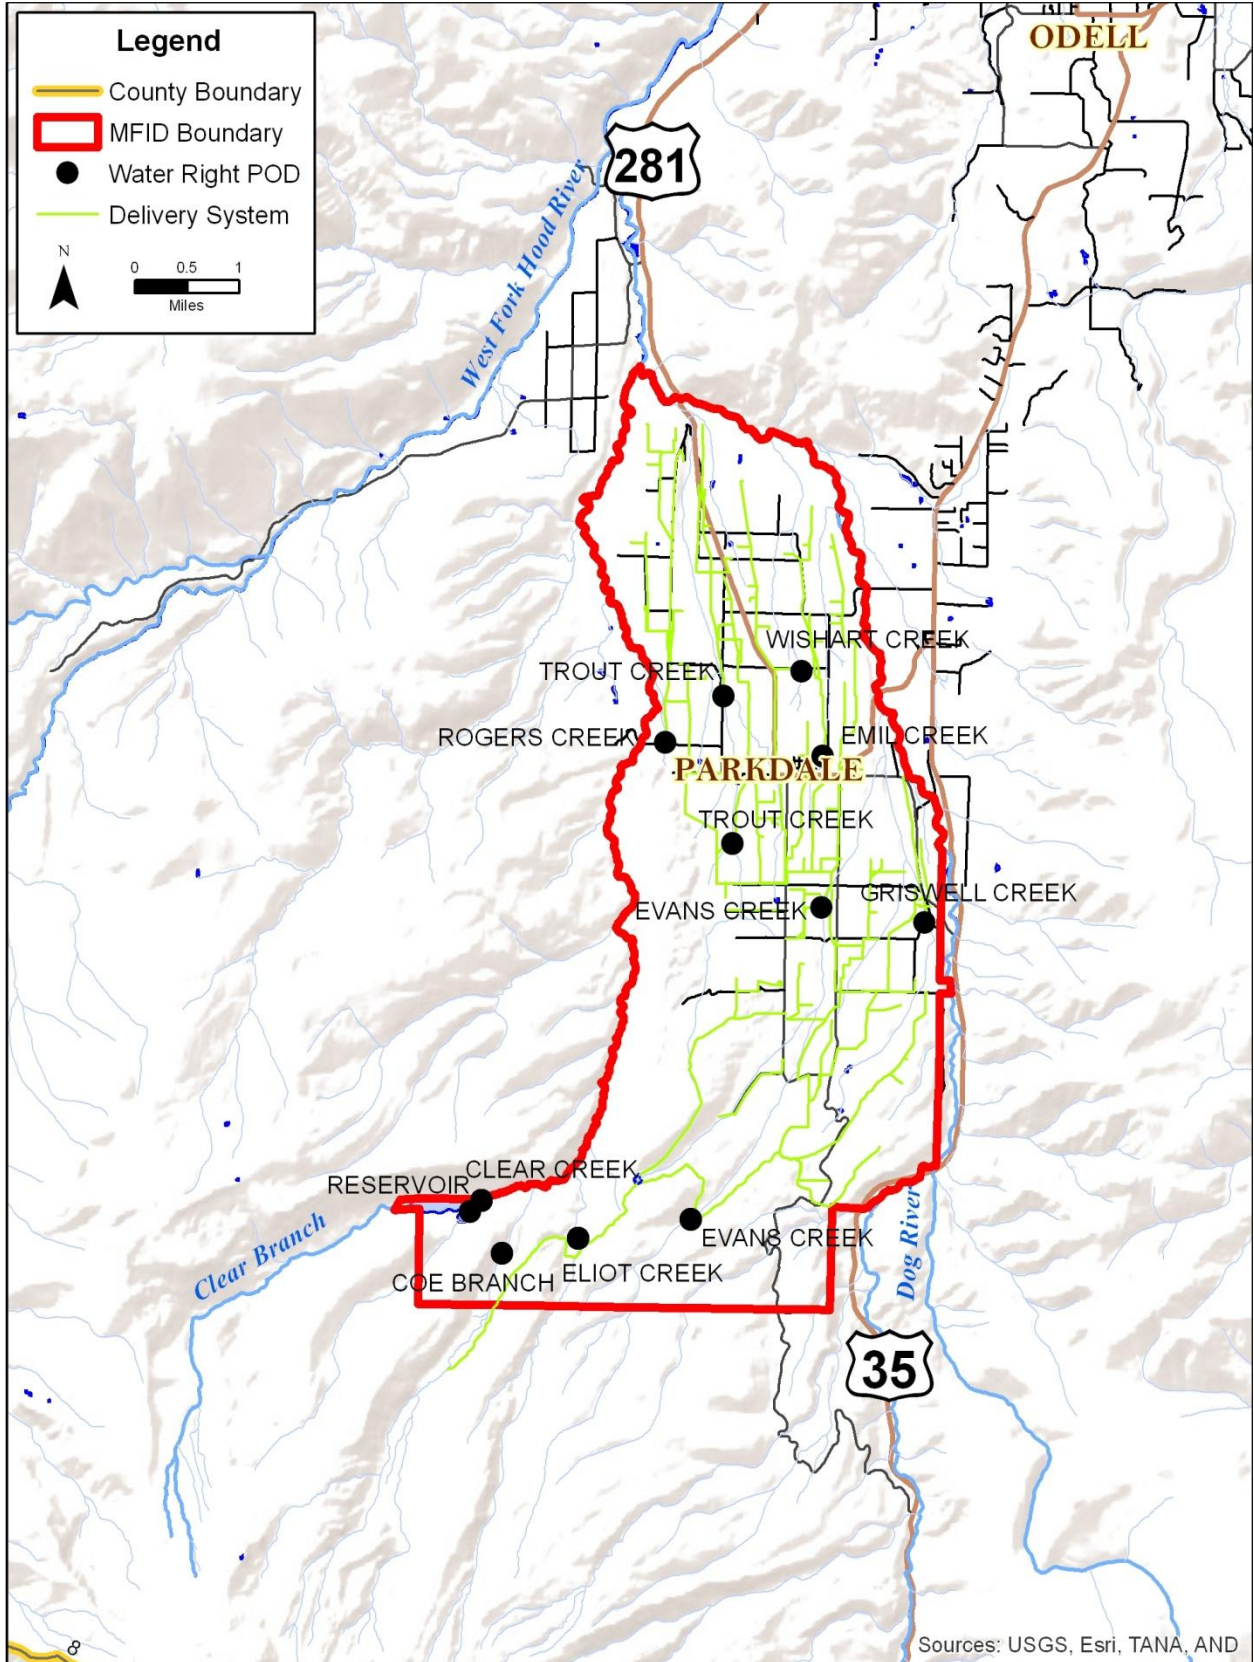 Legend
County Boundary
MFID Boundary
Water Right POD
Delivery System
N
0 0.5 1
Miles
ODELL
281
West Fork Hood River
WISHART CREEK
TROUT CREEK
ROGERS CREEK
EMIL CREEK
PARKDALE
TROUT CREEK
GRISWELL CREEK
EVANS CREEK
CLEAR CREEK
RESERVOIR
EVANS CREEK
Clear Branch
Dog River
COE BRANCH
ELIOT CREEK
35
8
Sources: USGS, Esri, TANA, AND